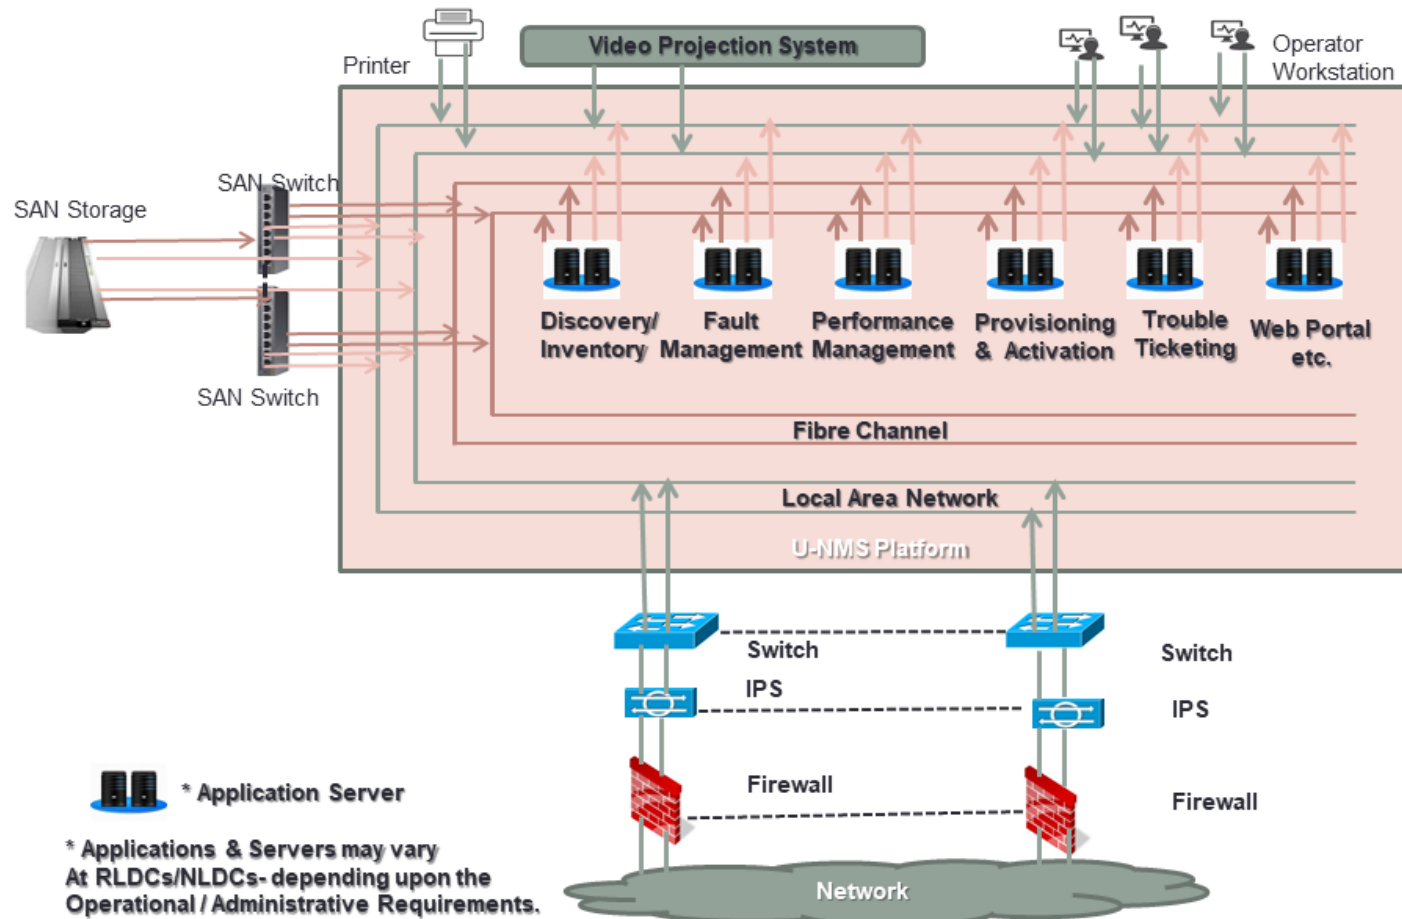 Printer
Video Projection System
Operator
Workstation
SAN Switch
SAN Storage
SAN Switch
Discovery/
Inventory
Fault
Management
Performance
Management
Provisioning
& Activation
Trouble
Ticketing
Web Portal
etc.
Fibre Channel
Local Area Network
U-NMS Platform
Switch
Switch
IPS
IPS
Firewall
Firewall
* Application Server
* Applications & Servers may vary
At RLDCs/NLDCs- depending upon the
Operational / Administrative Requirements.
Network